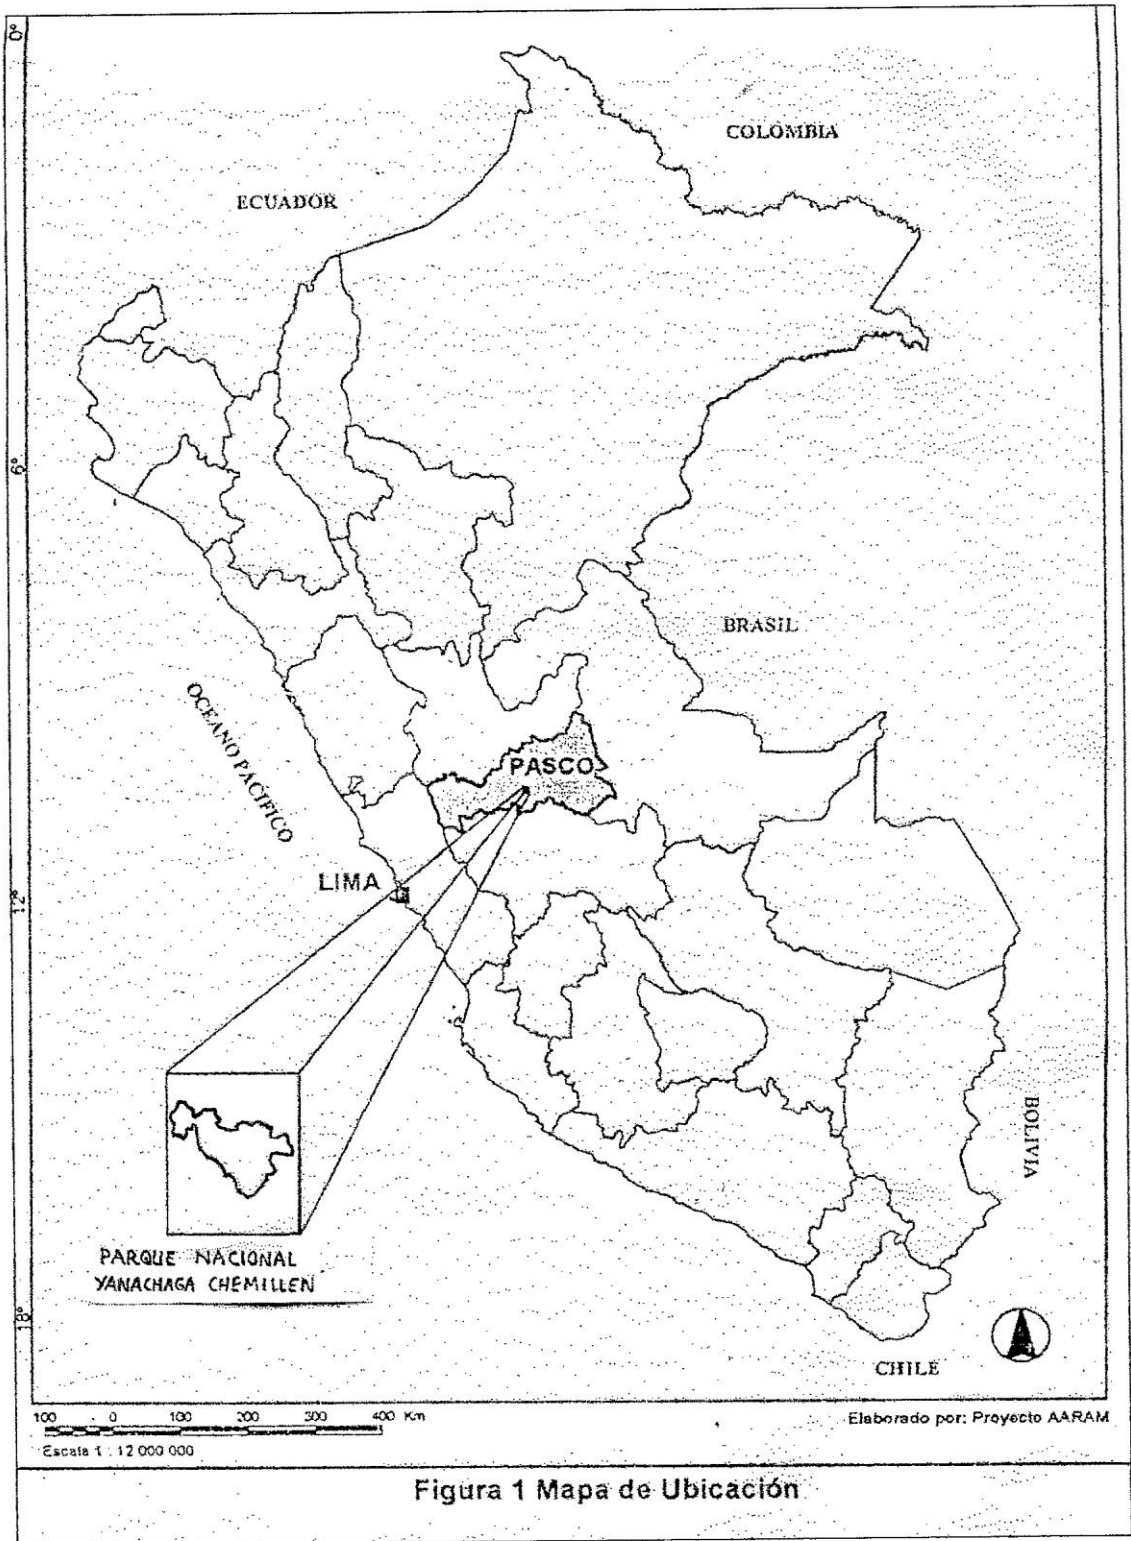 0°
COLOMBIA
ECUADOR
6°
BRASIL
OCEANO PACIFICO
PASCO
LIMA
12°
BOLIVIA
PARQUE NACIONAL
YANACHAGA CHEMILLEN
18°
CHILE
100 0 100 200 300 400 Km
Elaborado por: Proyecto AARAM
Escala 1 : 12 000 000
Figura 1 Mapa de Ubicación